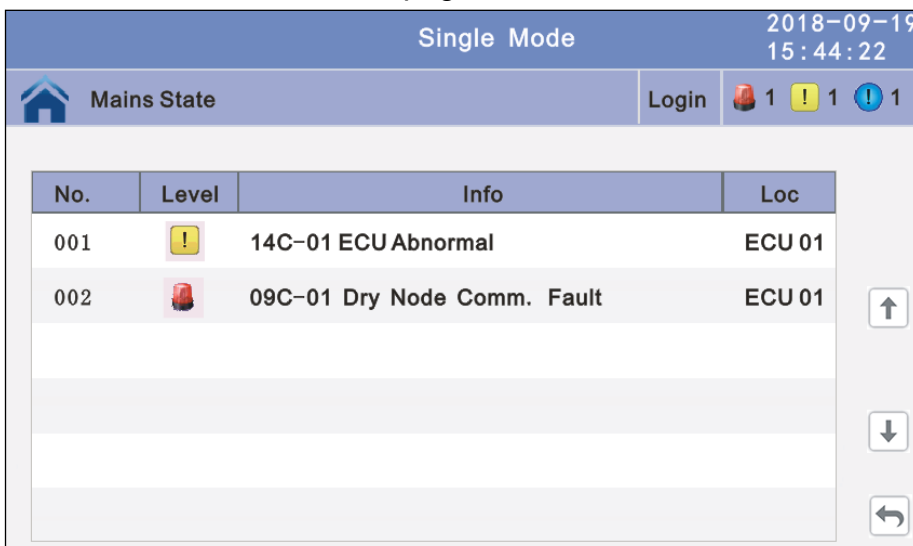 Single Mode
2018-09-19
15:44:22
Mains State
Login
1
! 1
! 1
No. Level Info Loc
001 ! 14C-01 ECU Abnormal ECU 01
002 09C-01 Dry Node Comm. Fault ECU 01